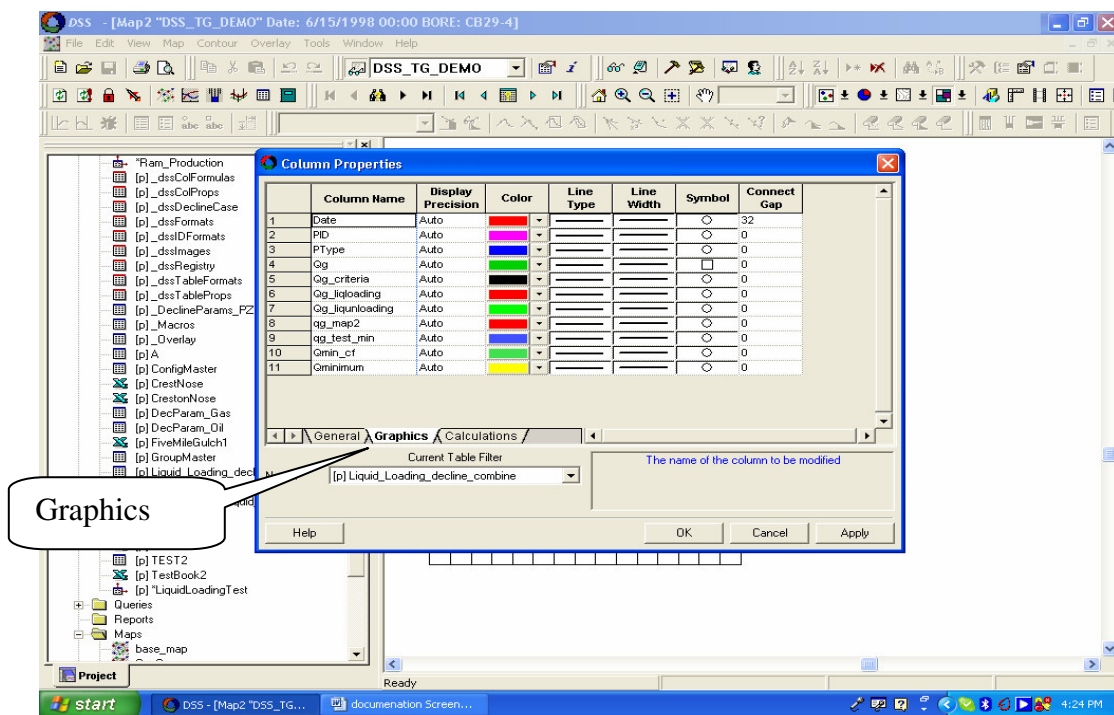 DSS - [Map2 "DSS_TG_DEMO" Date: 6/15/1998 00:00 BORE: CB29-4]
File Edit View Map Contour Overlay Tools Window Help
DSS_TG_DEMO
*Ram_Production
[p] _dssColFormulas
[p] _dssColProps
[p] _dssDeclineCase
[p] _dssFormats
[p] _dssIDFormats
[p] _dssImages
[p] _dssRegistry
[p] _dssTableFormats
[p] _dssTableProps
[p] _DeclineParams_PZ
[p] _Macros
[p] _Overlay
[p] A
[p] ConfigMaster
[p] CrestNose
[p] CrestonNose
[p] DecParam_Gas
[p] DecParam_Oil
[p] FiveMileGulch1
[p] GroupMaster
[p] Liquid_Loading_decl
[p] TEST2
[p] TestBook2
[p] *LiquidLoadingTest
Queries
Reports
Maps
base_map
Project
Column Properties
Column Name Display Precision Color Line Type Line Width Symbol Connect Gap
1 Date Auto 32
2 PID Auto 0
3 PType Auto 0
4 Qg Auto 0
5 Qg_criteria Auto 0
6 Qg_liqloading Auto 0
7 Qg_liqunloading Auto 0
8 qg_map2 Auto 0
9 qg_test_min Auto 0
10 Qmin_cf Auto 0
11 Qminimum Auto 0
General Graphics Calculations
Current Table Filter
[p] Liquid_Loading_decline_combine
The name of the column to be modified
Help OK Cancel Apply
Graphics
Ready
start DSS - [Map2 "DSS_TG... documenation Screen... 4:24 PM